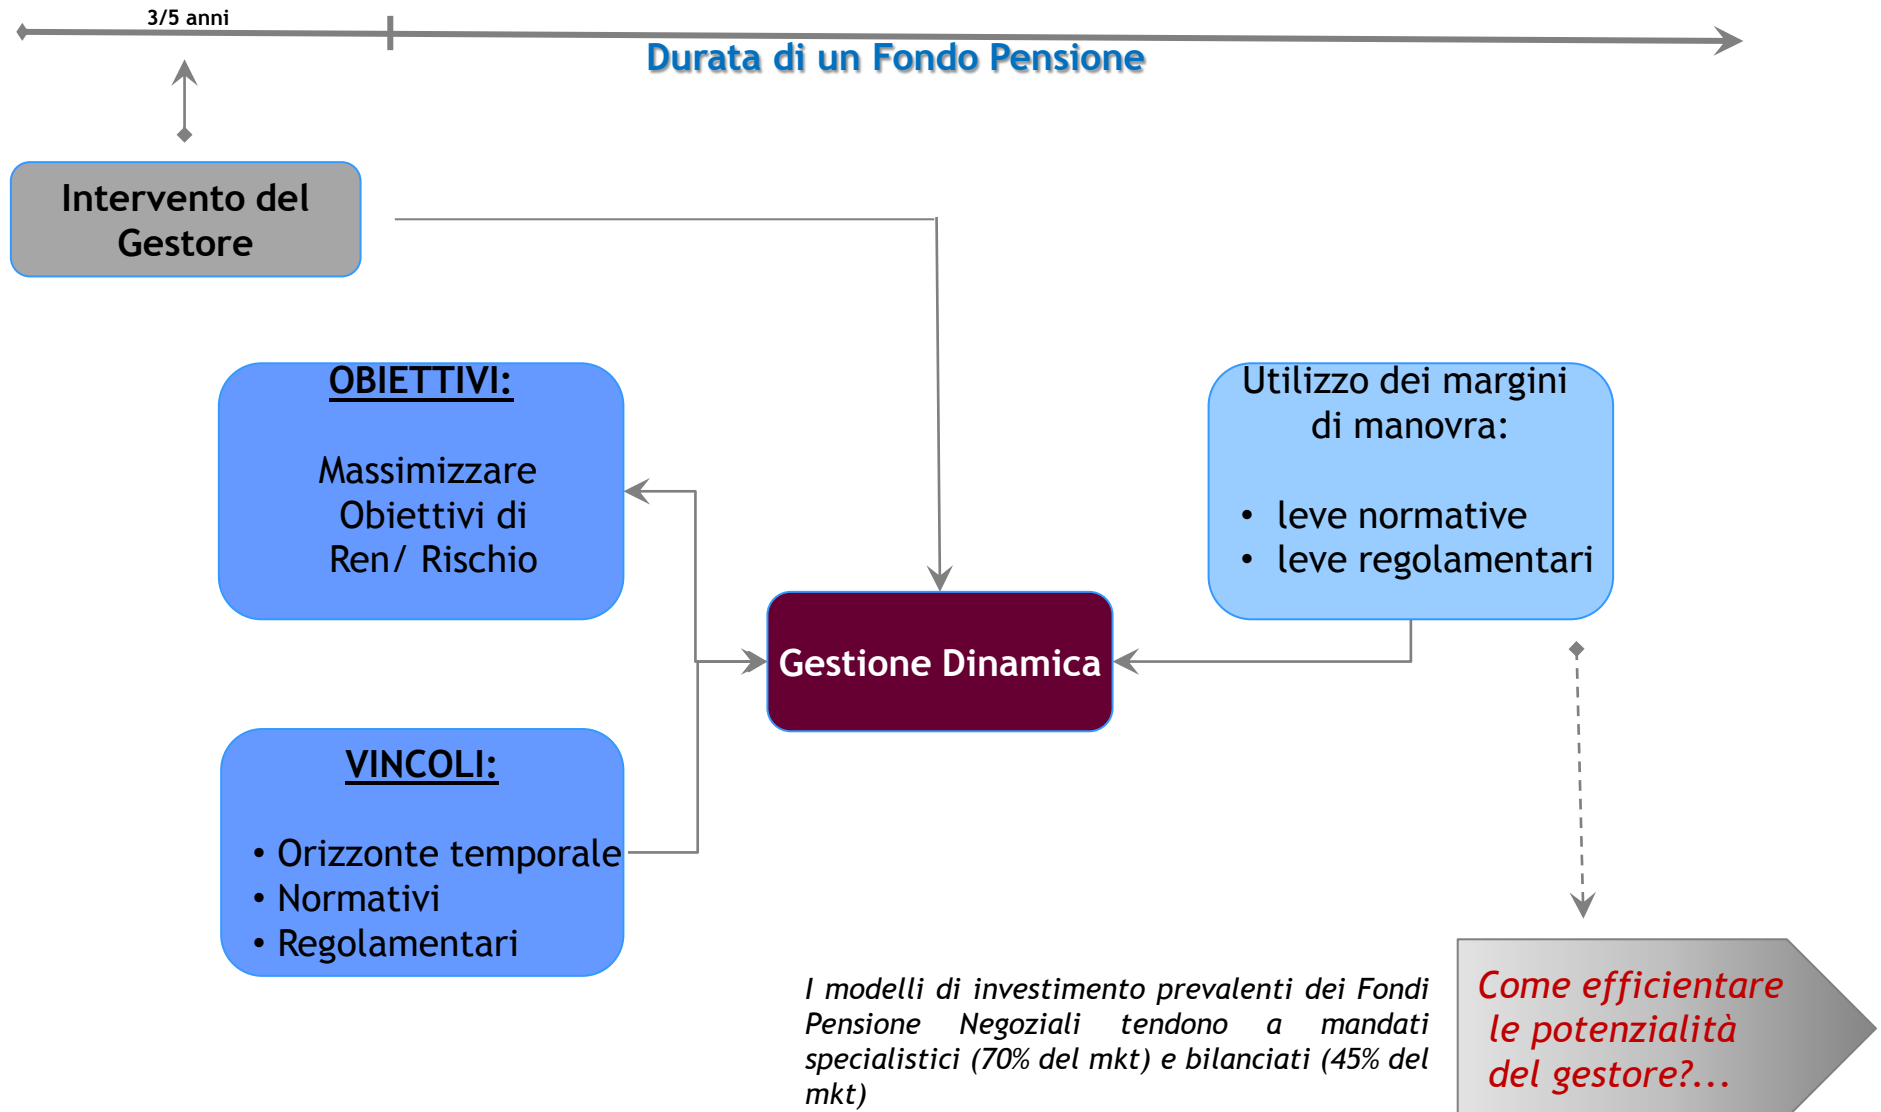 3/5 anni
Durata di un Fondo Pensione
Intervento del
Gestore
OBIETTIVI:
Massimizzare
Obiettivi di
Ren/ Rischio
Utilizzo dei margini
di manovra:
• leve normative
• leve regolamentari
Gestione Dinamica
VINCOLI:
• Orizzonte temporale
• Normativi
• Regolamentari
I modelli di investimento prevalenti dei Fondi
Pensione Negoziali tendono a mandati
specialistici (70% del mkt) e bilanciati (45% del
mkt)
Come efficientare
le potenzialità
del gestore?...